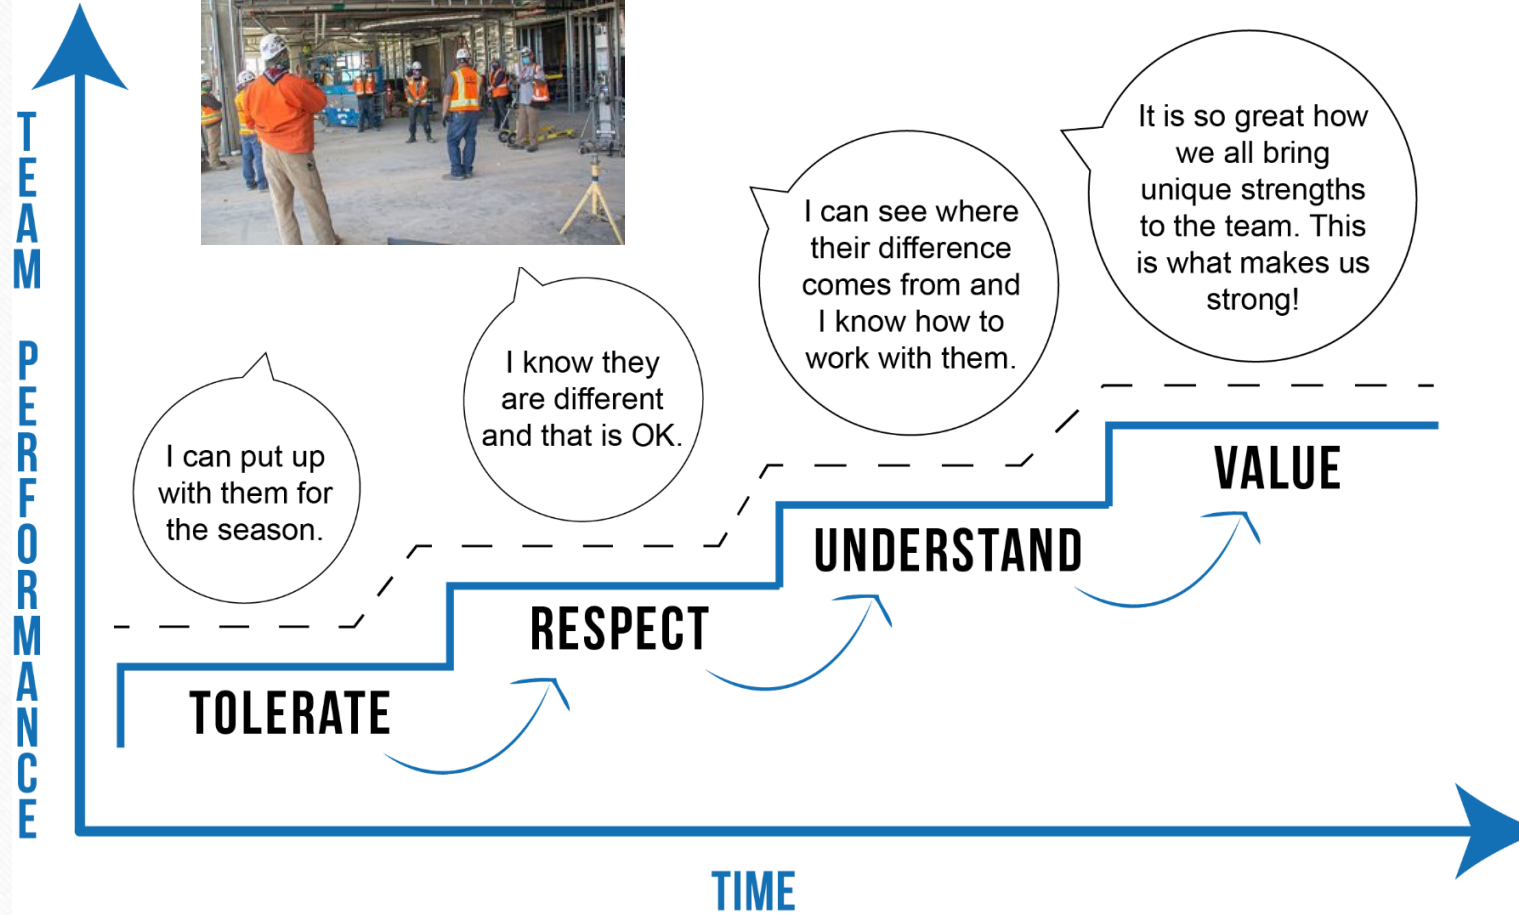 TEAM PERFORMANCE
I can put up
with them for
the season.
I know they
are different
and that is OK.
I can see where
their difference
comes from and
I know how to
work with them.
It is so great how
we all bring
unique strengths
to the team. This
is what makes us
strong!
TOLERATE
RESPECT
UNDERSTAND
VALUE
TIME